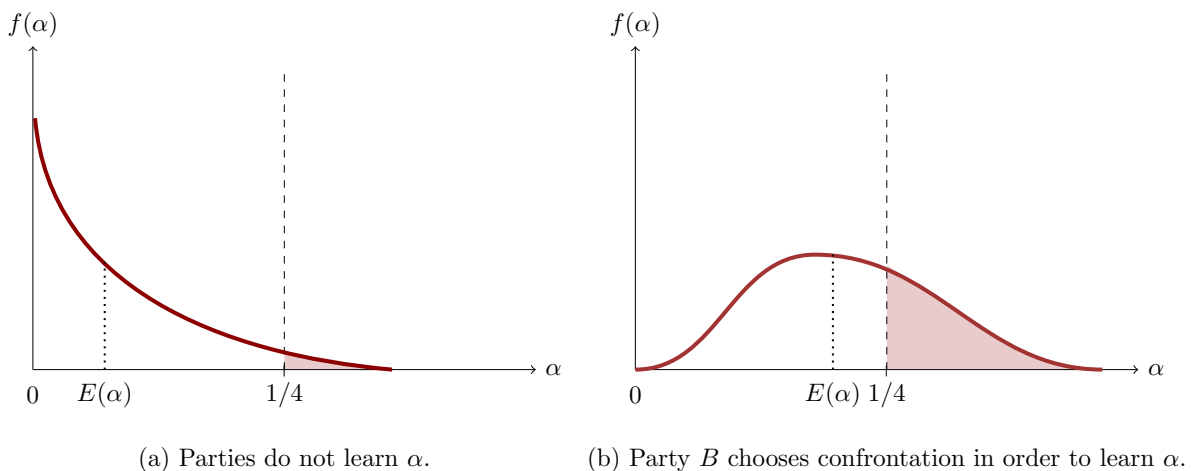 f(α)
α
0
E(α)
1/4
(a) Parties do not learn α.
f(α)
α
0
E(α)
1/4
(b) Party B chooses confrontation in order to learn α.